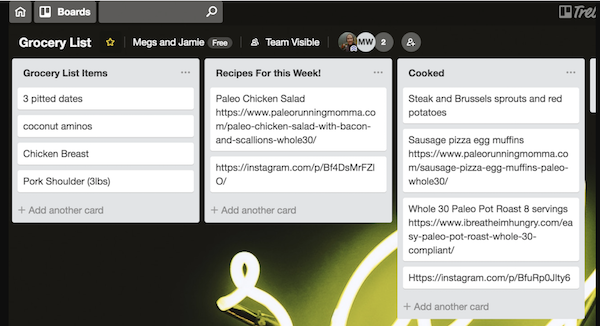 Boards
Grocery List
Megs and Jamie
Free
Team Visible
MW
2
Grocery List Items
3 pitted dates
coconut aminos
Chicken Breast
Pork Shoulder (3lbs)
+ Add another card
Recipes For this Week!
Paleo Chicken Salad
https://www.paleorunningmomma.co
m/paleo-chicken-salad-with-bacon-
and-scallions-whole30/
https://instagram.com/p/Bf4DsMrFZl
O/
+ Add another card
Cooked
Steak and Brussels sprouts and red
potatoes
Sausage pizza egg muffins
https://www.paleorunningmomma.co
m/sausage-pizza-egg-muffins-paleo-
whole30/
Whole 30 Paleo Pot Roast 8 servings
https://www.ibreatheimhungry.com/ea
sy-paleo-pot-roast-whole-30-
compliant/
Https://instagram.com/p/BfuRp0Jlty6
+ Add another card